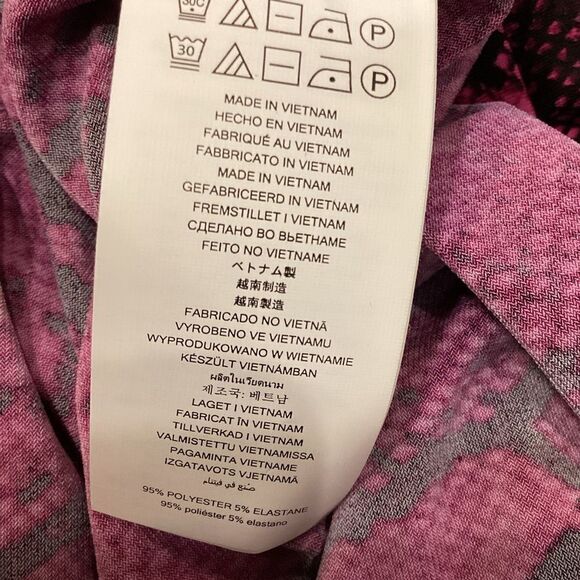 30C
P
30
P
MADE IN VIETNAM
HECHO EN VIETNAM
FABRIQUÉ AU VIETNAM
FABBRICATO IN VIETNAM
MADE IN VIETNAM
GEFABRICEERD IN VIETNAM
FREMSTILLET I VIETNAM
СДЕЛАНО ВО ВЬЕТНАМЕ
FEITO NO VIETNAME
ベトナム製
越南制造
越南製造
FABRICADO NO VIETNÃ
VYROBENO VE VIETNAMU
WYPRODUKOWANO W WIETNAMIE
KÉSZÜLT VIETNÁMBAN
ผลิตในเวียดนาม
제조국: 베트남
LAGET I VIETNAM
FABRICAT ÎN VIETNAM
TILLVERKAD I VIETNAM
VALMISTETTU VIETNAMISSA
PAGAMINTA VIETNAME
IZGATAVOTS VJETNAMĀ
صنع في فيتنام
95% POLYESTER 5% ELASTANE
95% poliéster 5% elastano